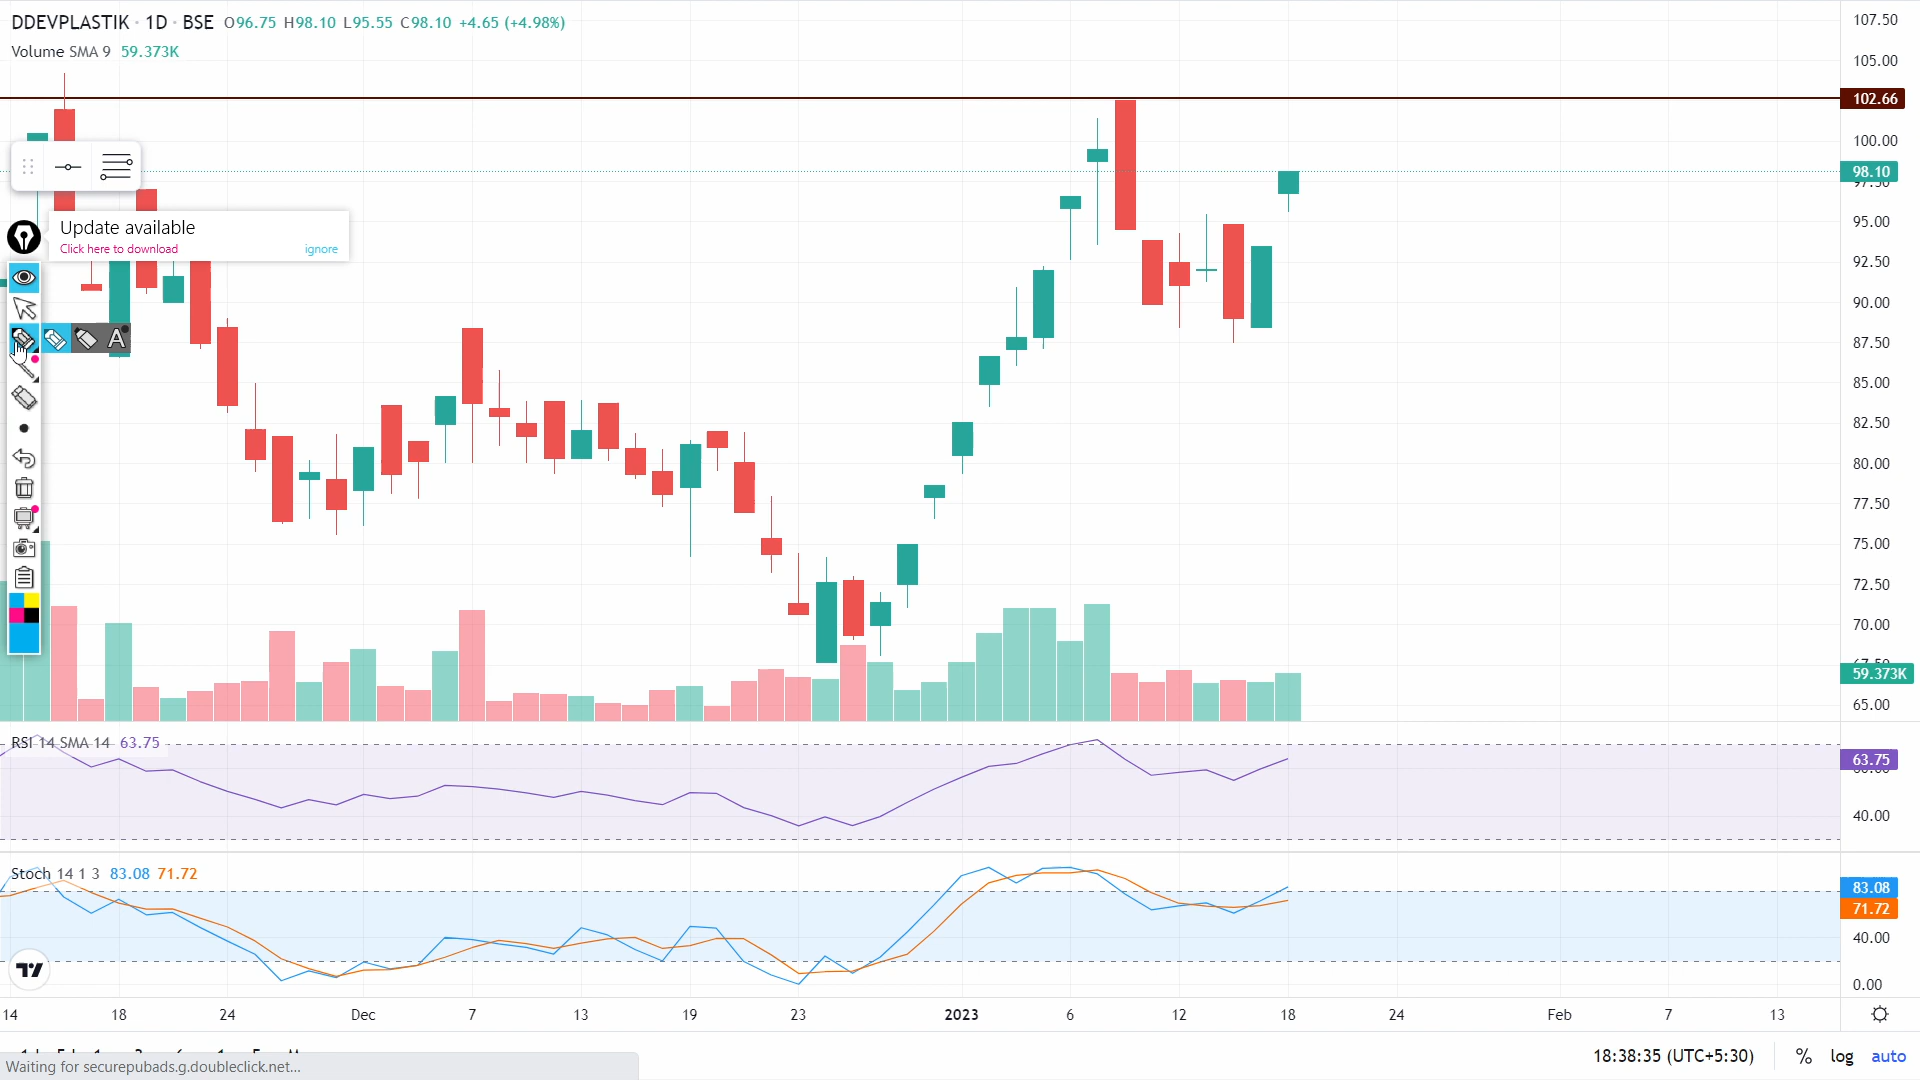 DDEVPLASTIK · 1D · BSE O96.75 H98.10 L95.55 C98.10 +4.65 (+4.98%)
Volume SMA 9 59.373K
107.50
105.00
102.66
100.00
98.10
97.50
95.00
92.50
90.00
87.50
85.00
82.50
80.00
77.50
75.00
72.50
70.00
67.50
59.373K
65.00
Update available
Click here to download ignore
A
RSI 14 SMA 14 63.75
63.75
60.00
40.00
Stoch 14 1 3 83.08 71.72
83.08
71.72
40.00
0.00
14 18 24 Dec 7 13 19 23 2023 6 12 18 24 Feb 7 13
18:38:35 (UTC+5:30) % log auto
Waiting for securepubads.g.doubleclick.net...